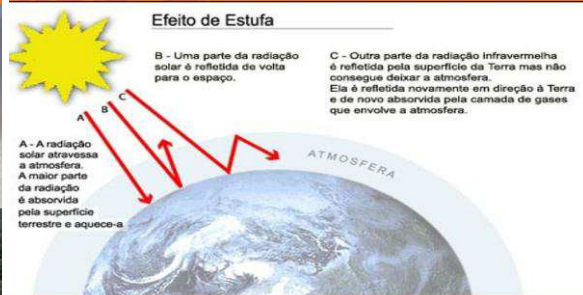 Efeito de Estufa
B - Uma parte da radiação
solar é refletida de volta
para o espaço.
C - Outra parte da radiação infravermelha
é refletida pela superfície da Terra mas não
consegue deixar a atmosfera.
Ela é refletida novamente em direção à Terra
e de novo absorvida pela camada de gases
que envolve a atmosfera.
A
B
C
A - A radiação
solar atravessa
a atmosfera.
A maior parte
da radiação
é absorvida
pela superfície
terrestre e aquece-a
ATMOSFERA